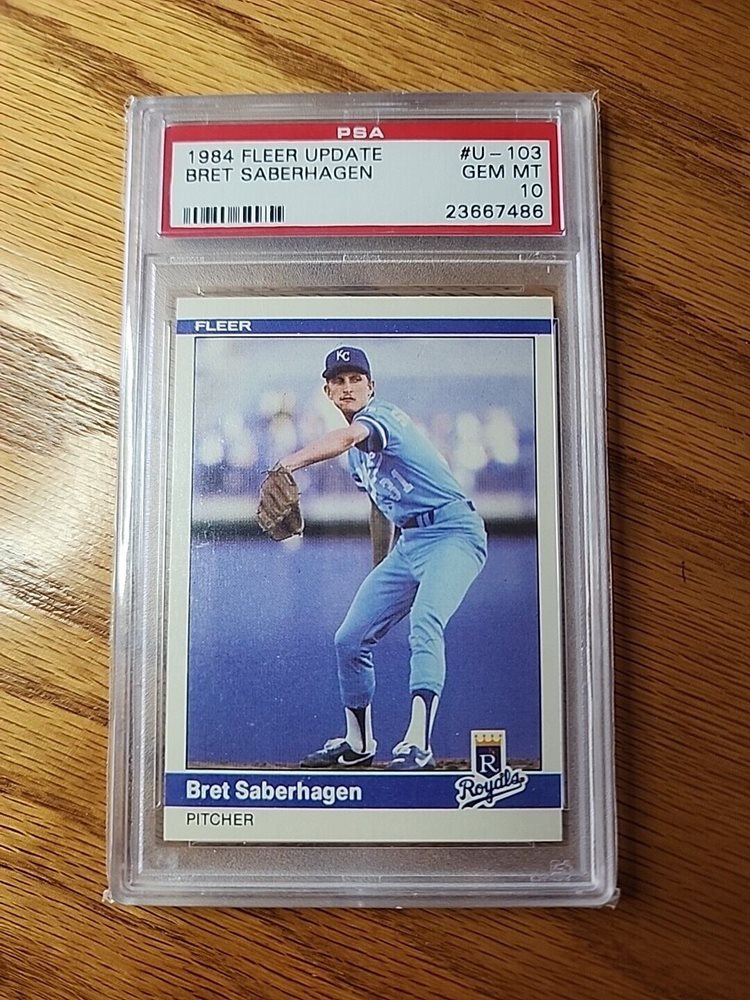 PSA
1984 FLEER UPDATE #U-103
BRET SABERHAGEN GEM MT
10
23667486
FLEER
KC
31
R
Royals
Bret Saberhagen
PITCHER